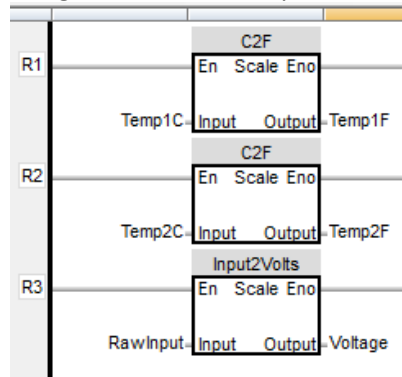 C2F
R1 En Scale Eno
Temp1C Input Output Temp1F
C2F
R2 En Scale Eno
Temp2C Input Output Temp2F
Input2Volts
R3 En Scale Eno
RawInput Input Output Voltage